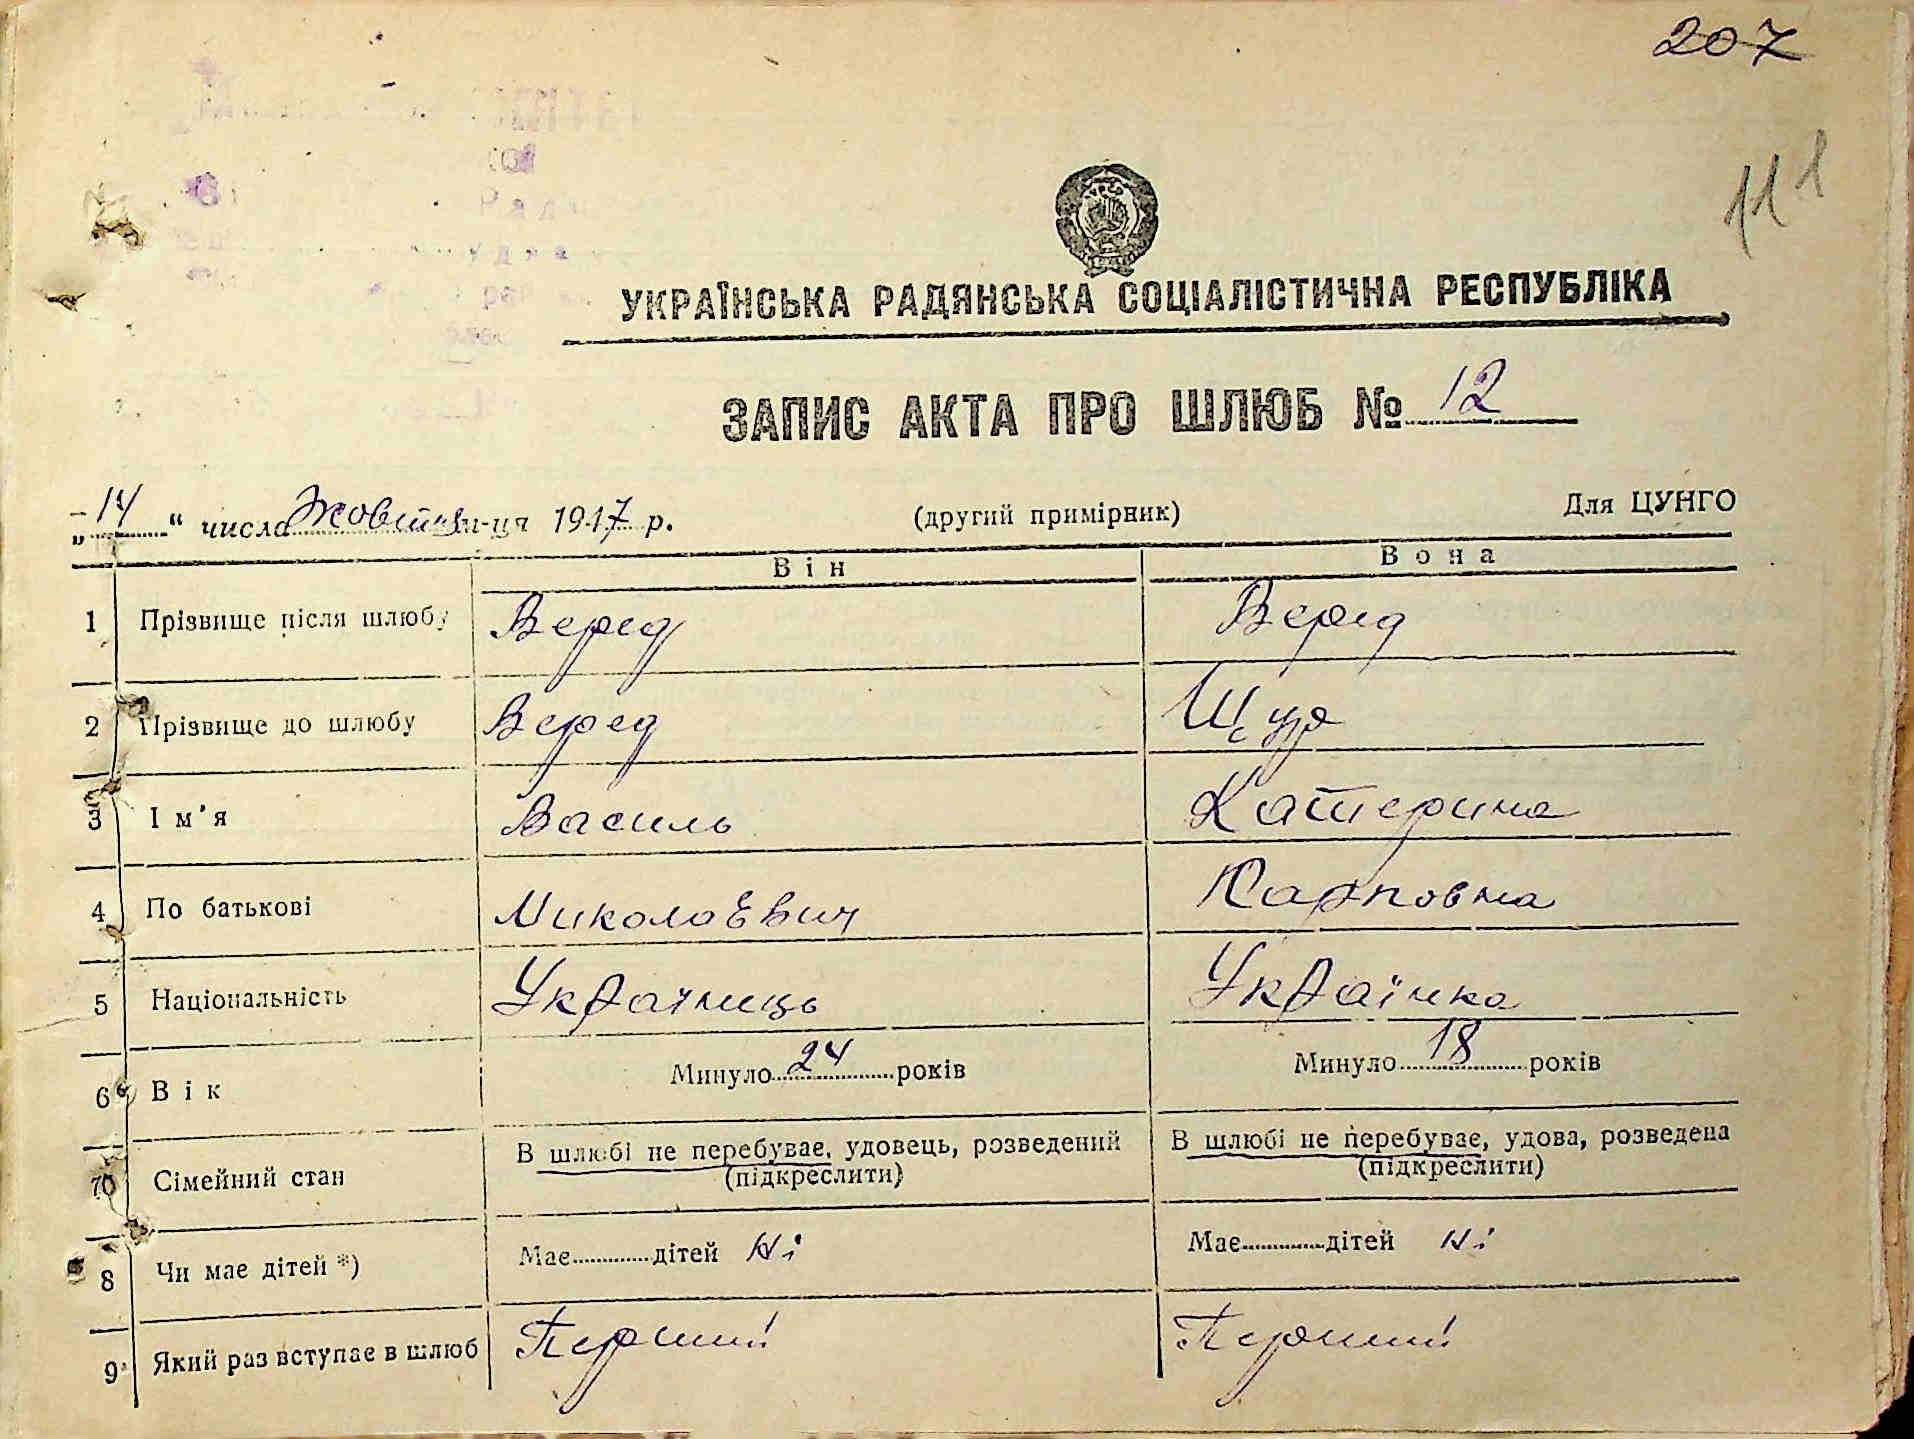 207
111
УКРАЇНСЬКА РАДЯНСЬКА СОЦІАЛІСТИЧНА РЕСПУБЛІКА
ЗАПИС АКТА ПРО ШЛЮБ № 12
„14“ числа Жовтня м-ця 1947 р. (другий примірник) Для ЦУНГО
Він Вона
1 Прізвище після шлюбу Веред Веред
2 Прізвище до шлюбу Веред Щур
3 Ім'я Василь Катерина
4 По батькові Миколаєвич Карповна
5 Національність Українець Українка
6 Вік Минуло 24 років Минуло 18 років
7 Сімейний стан В шлюбі не перебуває, удовець, розведений В шлюбі не перебуває, удова, розведена
(підкреслити) (підкреслити)
8 Чи має дітей *) Має дітей Ні Має дітей Ні
9 Який раз вступає в шлюб Перший Перший